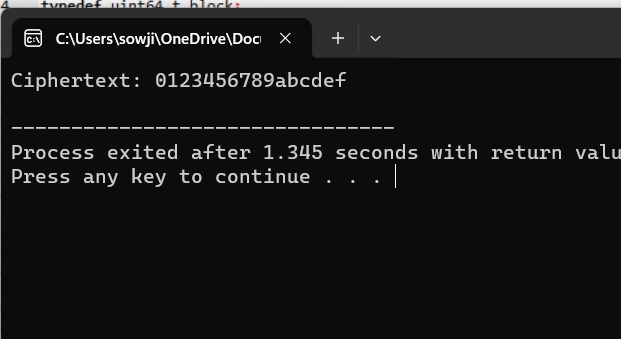 4 typedef uint64_t block;
C:\Users\sowji\OneDrive\Docu
Ciphertext: 0123456789abcdef
--------------------------------
Process exited after 1.345 seconds with return valu
Press any key to continue . . .